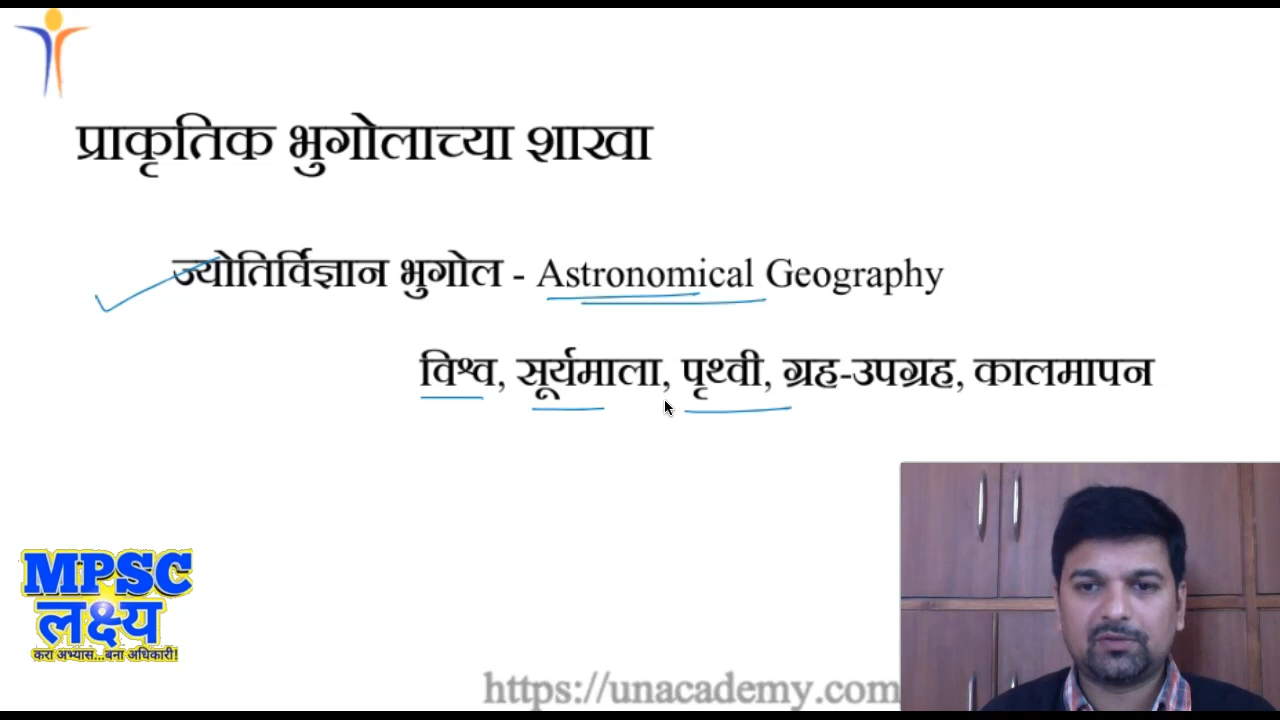 प्राकृतिक भुगोलाच्या शाखा
ज्योतिर्विज्ञान भुगोल - Astronomical Geography
विश्व, सूर्यमाला, पृथ्वी, ग्रह-उपग्रह, कालमापन
MPSC
लक्ष्य
करा अभ्यास...बना अधिकारी!
https://unacademy.com